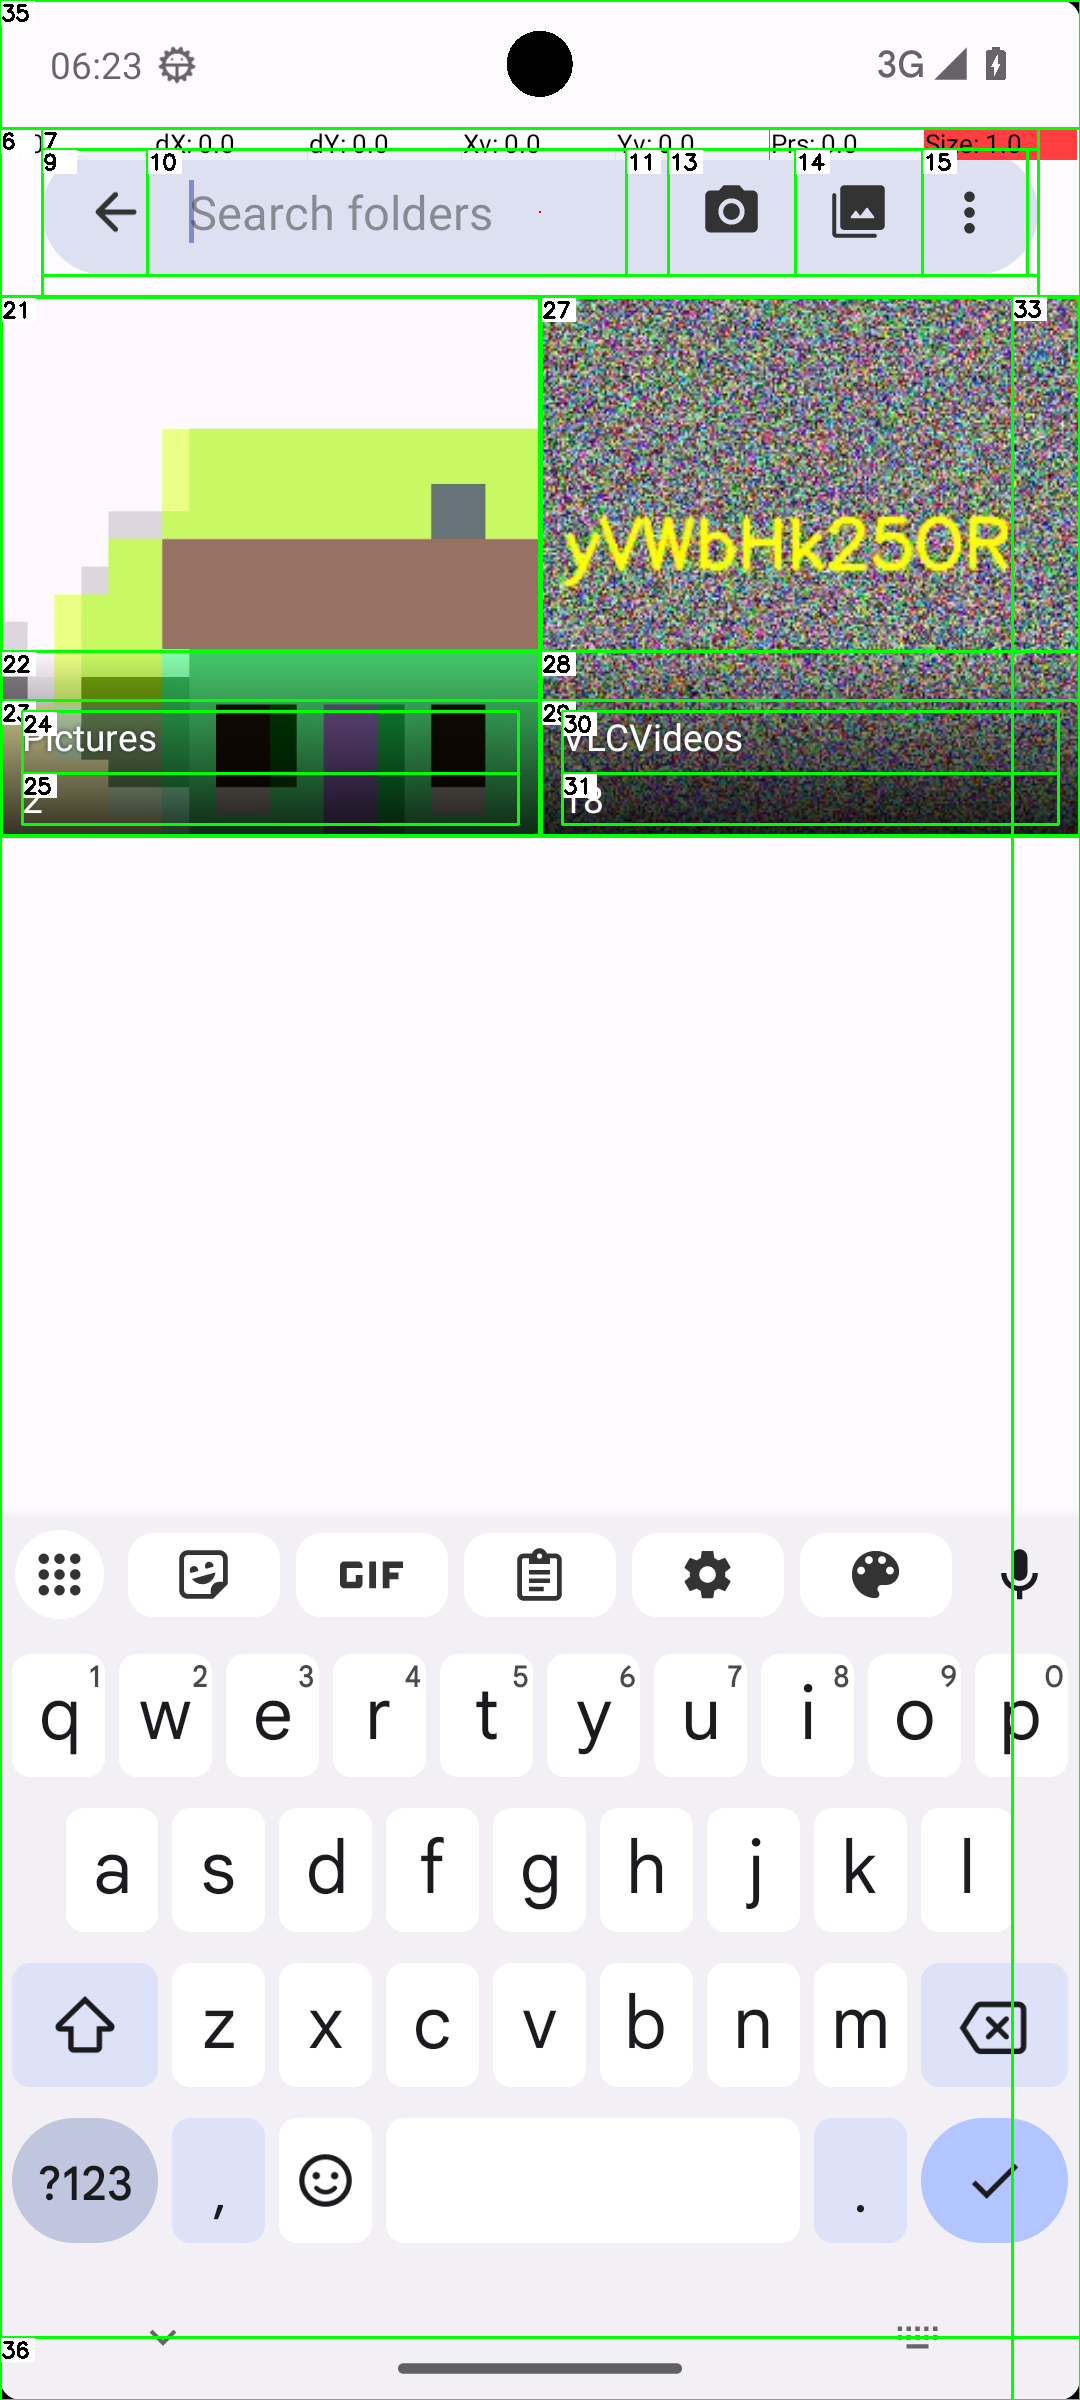 35
06:23 3G
6 7 dX: 0.0 dY: 0.0 Xv: 0.0 Yv: 0.0 Prs: 0.0 Size: 1.0
9 10 11 13 14 15
Search folders
21 27 33
yVWbHk25OR
22 28
23 24 29 30
Pictures VLCVideos
25 31
2 18
GIF
1 2 3 4 5 6 7 8 9 0
q w e r t y u i o p
a s d f g h j k l
z x c v b n m
?123 , .
36